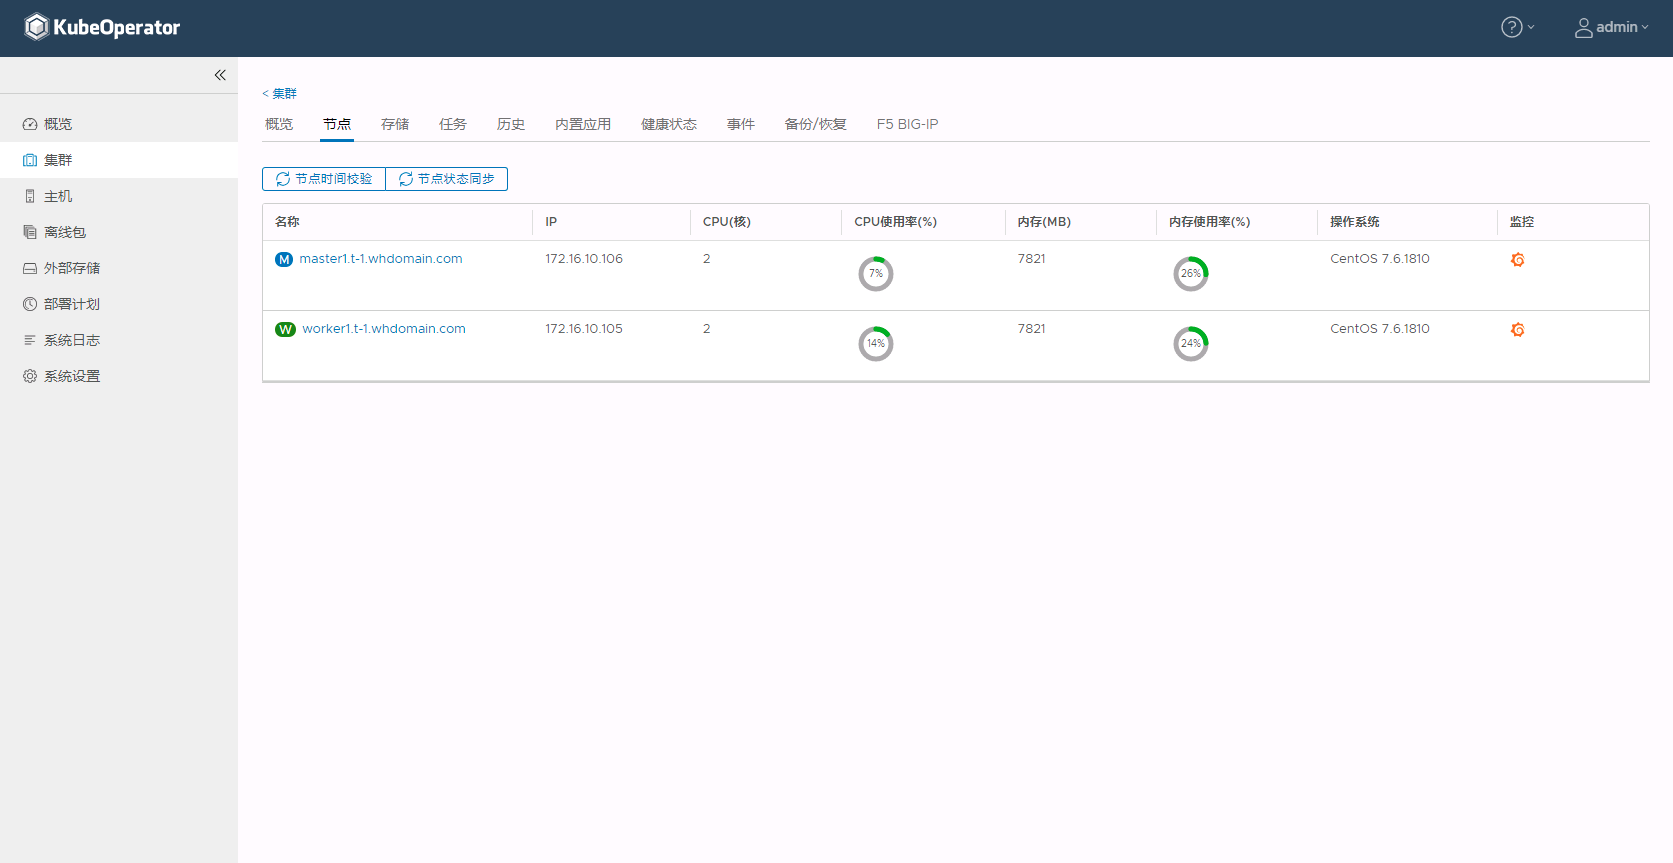 KubeOperator
admin
概览
集群
主机
离线包
外部存储
部署计划
系统日志
系统设置
< 集群
概览 节点 存储 任务 历史 内置应用 健康状态 事件 备份/恢复 F5 BIG-IP
节点时间校验 节点状态同步
名称 IP CPU(核) CPU使用率(%) 内存(MB) 内存使用率(%) 操作系统 监控
M master1.t-1.whdomain.com 172.16.10.106 2 7% 7821 26% CentOS 7.6.1810
W worker1.t-1.whdomain.com 172.16.10.105 2 14% 7821 24% CentOS 7.6.1810